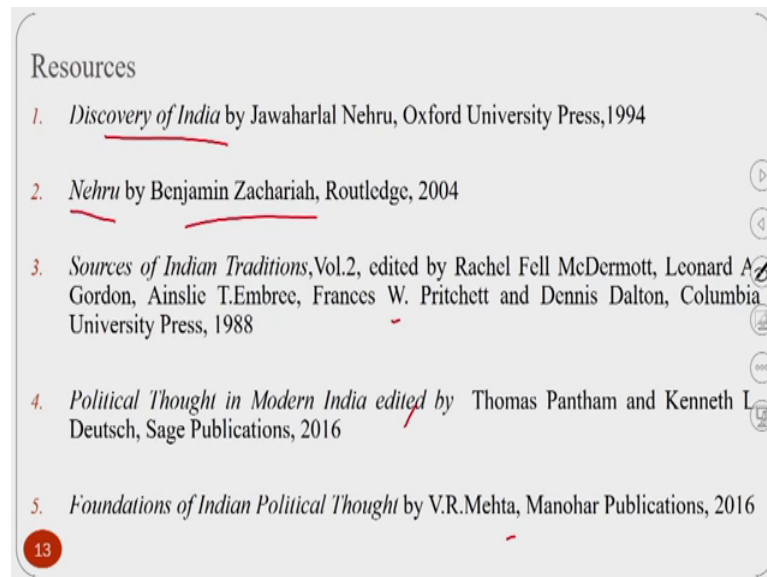 Resources
1. Discovery of India by Jawaharlal Nehru, Oxford University Press,1994
2. Nehru by Benjamin Zachariah, Routledge, 2004
3. Sources of Indian Traditions,Vol.2, edited by Rachel Fell McDermott, Leonard A.
Gordon, Ainslie T.Embree, Frances W. Pritchett and Dennis Dalton, Columbia
University Press, 1988
4. Political Thought in Modern India edited by Thomas Pantham and Kenneth L
Deutsch, Sage Publications, 2016
5. Foundations of Indian Political Thought by V.R.Mehta, Manohar Publications, 2016
13